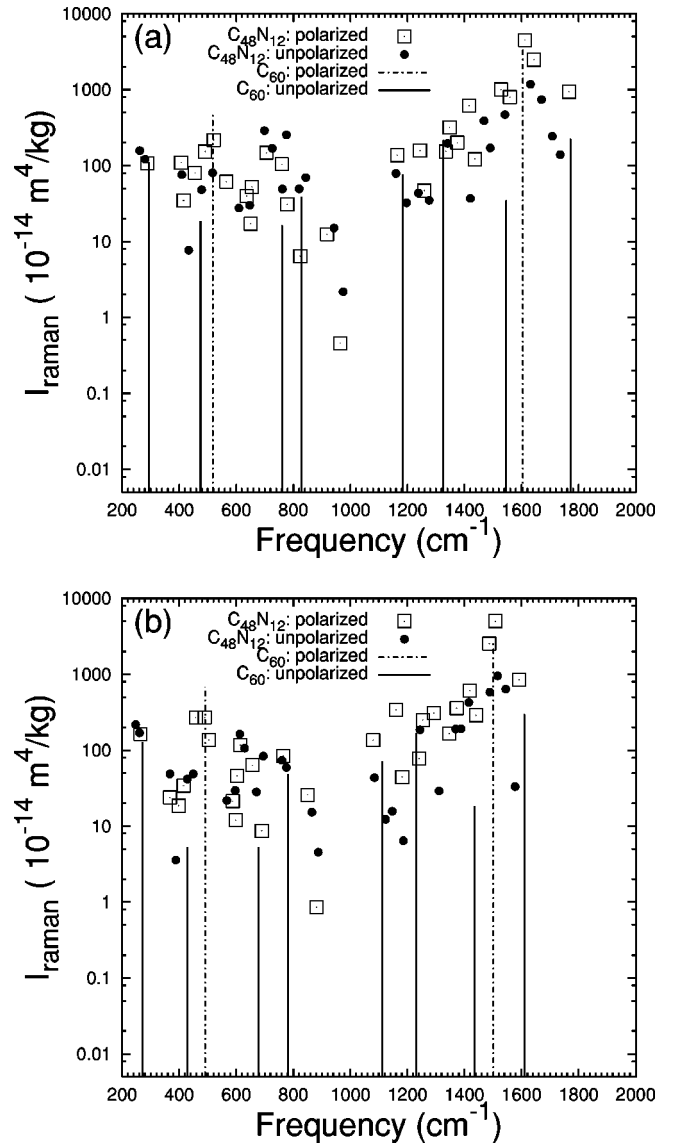 (a)
C48N12: polarized
C48N12: unpolarized
C60: polarized
C60: unpolarized
10000
1000
100
10
1
0.1
0.01
Iraman ( 10-14 m4/kg)
200 400 600 800 1000 1200 1400 1600 1800 2000
Frequency (cm-1)
(b)
C48N12: polarized
C48N12: unpolarized
C60: polarized
C60: unpolarized
10000
1000
100
10
1
0.1
0.01
Iraman ( 10-14 m4/kg)
200 400 600 800 1000 1200 1400 1600 1800 2000
Frequency (cm-1)